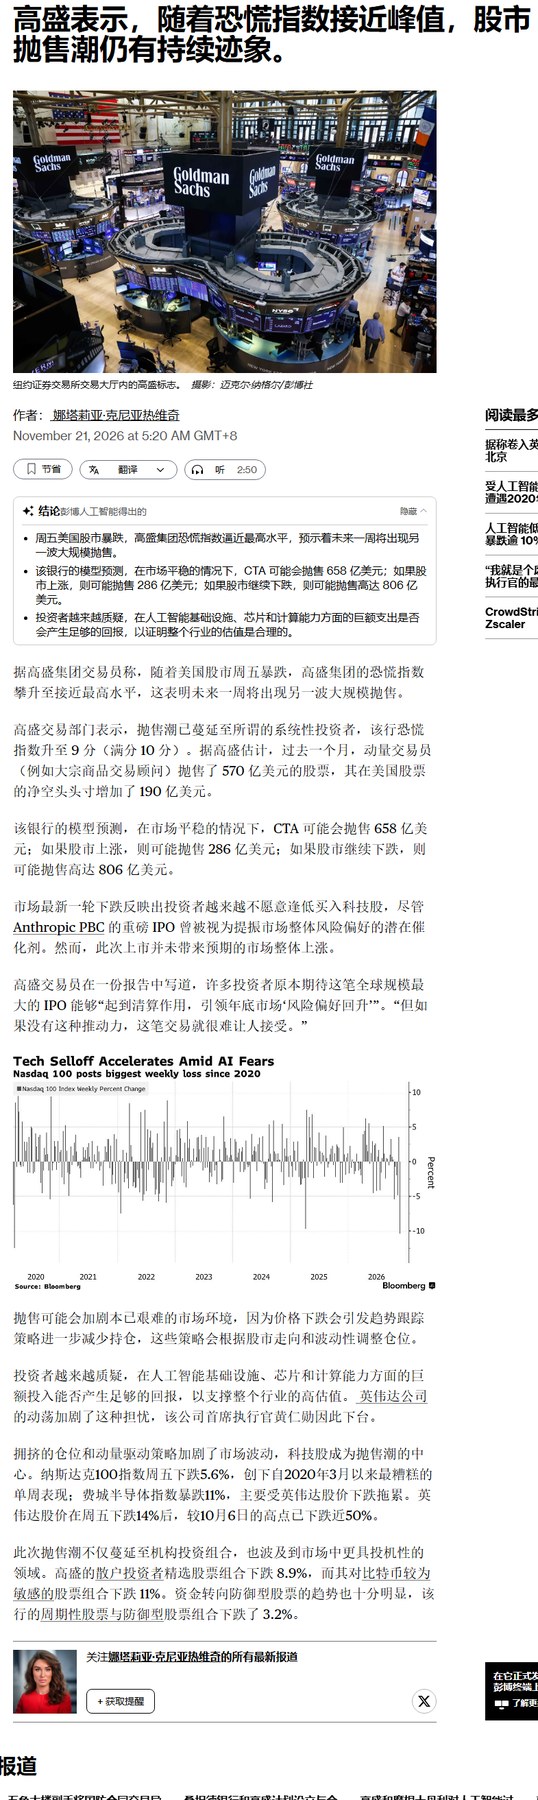 高盛表示，随着恐慌指数接近峰值，股市
抛售潮仍有持续迹象。
Goldman
Sachs
Goldman
Sachs
Goldman
Sachs
Goldman
Sachs
NYSE
纽约证券交易所交易大厅内的高盛标志。 摄影：迈克尔·纳格尔/彭博社
作者： 娜塔莉亚·克尼亚热维奇
November 21, 2026 at 5:20 AM GMT+8
节省
翻译
听 2:50
结论彭博人工智能得出的
隐藏
• 周五美国股市暴跌，高盛集团恐慌指数逼近最高水平，预示着未来一周将出现另
一波大规模抛售。
• 该银行的模型预测，在市场平稳的情况下，CTA 可能会抛售 658 亿美元；如果股
市上涨，则可能抛售 286 亿美元；如果股市继续下跌，则可能抛售高达 806 亿
美元。
• 投资者越来越质疑，在人工智能基础设施、芯片和计算能力方面的巨额支出是否
会产生足够的回报，以证明整个行业的估值是合理的。
据高盛集团交易员称，随着美国股市周五暴跌，高盛集团的恐慌指数
攀升至接近最高水平，这表明未来一周将出现另一波大规模抛售。
高盛交易部门表示，抛售潮已蔓延至所谓的系统性投资者，该行恐慌
指数升至 9 分（满分 10 分）。据高盛估计，过去一个月，动量交易员
（例如大宗商品交易顾问）抛售了 570 亿美元的股票，其在美国股票
的净空头头寸增加了 190 亿美元。
该银行的模型预测，在市场平稳的情况下，CTA 可能会抛售 658 亿美
元；如果股市上涨，则可能抛售 286 亿美元；如果股市继续下跌，则
可能抛售高达 806 亿美元。
市场最新一轮下跌反映出投资者越来越不愿意逢低买入科技股，尽管
Anthropic PBC 的重磅 IPO 曾被视为提振市场整体风险偏好的潜在催
化剂。然而，此次上市并未带来预期的市场整体上涨。
高盛交易员在一份报告中写道，许多投资者原本期待这笔全球规模最
大的 IPO 能够“起到清算作用，引领年底市场‘风险偏好回升’”。“但如
果没有这种推动力，这笔交易就很难让人接受。”
Tech Selloff Accelerates Amid AI Fears
Nasdaq 100 posts biggest weekly loss since 2020
Nasdaq 100 Index Weekly Percent Change
10
5
0
-5
-10
Percent
2020 2021 2022 2023 2024 2025 2026
Source: Bloomberg
Bloomberg
抛售可能会加剧本已艰难的市场环境，因为价格下跌会引发趋势跟踪
策略进一步减少持仓，这些策略会根据股市走向和波动性调整仓位。
投资者越来越质疑，在人工智能基础设施、芯片和计算能力方面的巨
额投入能否产生足够的回报，以支撑整个行业的高估值。 英伟达公司
的动荡加剧了这种担忧，该公司首席执行官黄仁勋因此下台。
拥挤的仓位和动量驱动策略加剧了市场波动，科技股成为抛售潮的中
心。纳斯达克100指数周五下跌5.6%，创下自2020年3月以来最糟糕的
单周表现；费城半导体指数暴跌11%，主要受英伟达股价下跌拖累。英
伟达股价在周五下跌14%后，较10月6日的高点已下跌近50%。
此次抛售潮不仅蔓延至机构投资组合，也波及到市场中更具投机性的
领域。高盛的散户投资者精选股票组合下跌 8.9%，而其对比特币较为
敏感的股票组合下跌 11%。资金转向防御型股票的趋势也十分明显，该
行的周期性股票与防御型股票组合下跌了 3.2%。
关注娜塔莉亚·克尼亚热维奇的所有最新报道
+ 获取提醒
阅读最多
据称卷入英
北京
受人工智能
遭遇2020
人工智能低
暴跌逾 10%
“我就是个
执行官的最
CrowdStri
Zscaler
在它正式发
彭博终端上
了解更
报道